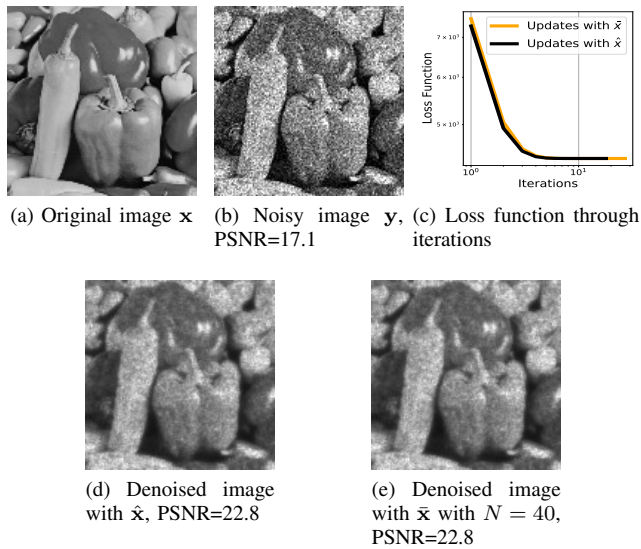 Updates with x̄
Updates with x̂
Loss Function
7 × 10³
6 × 10³
5 × 10³
10⁰
10¹
Iterations
(a) Original image x
(b) Noisy image y,
PSNR=17.1
(c) Loss function through
iterations
(d) Denoised image
with x̂, PSNR=22.8
(e) Denoised image
with x̄ with N = 40,
PSNR=22.8